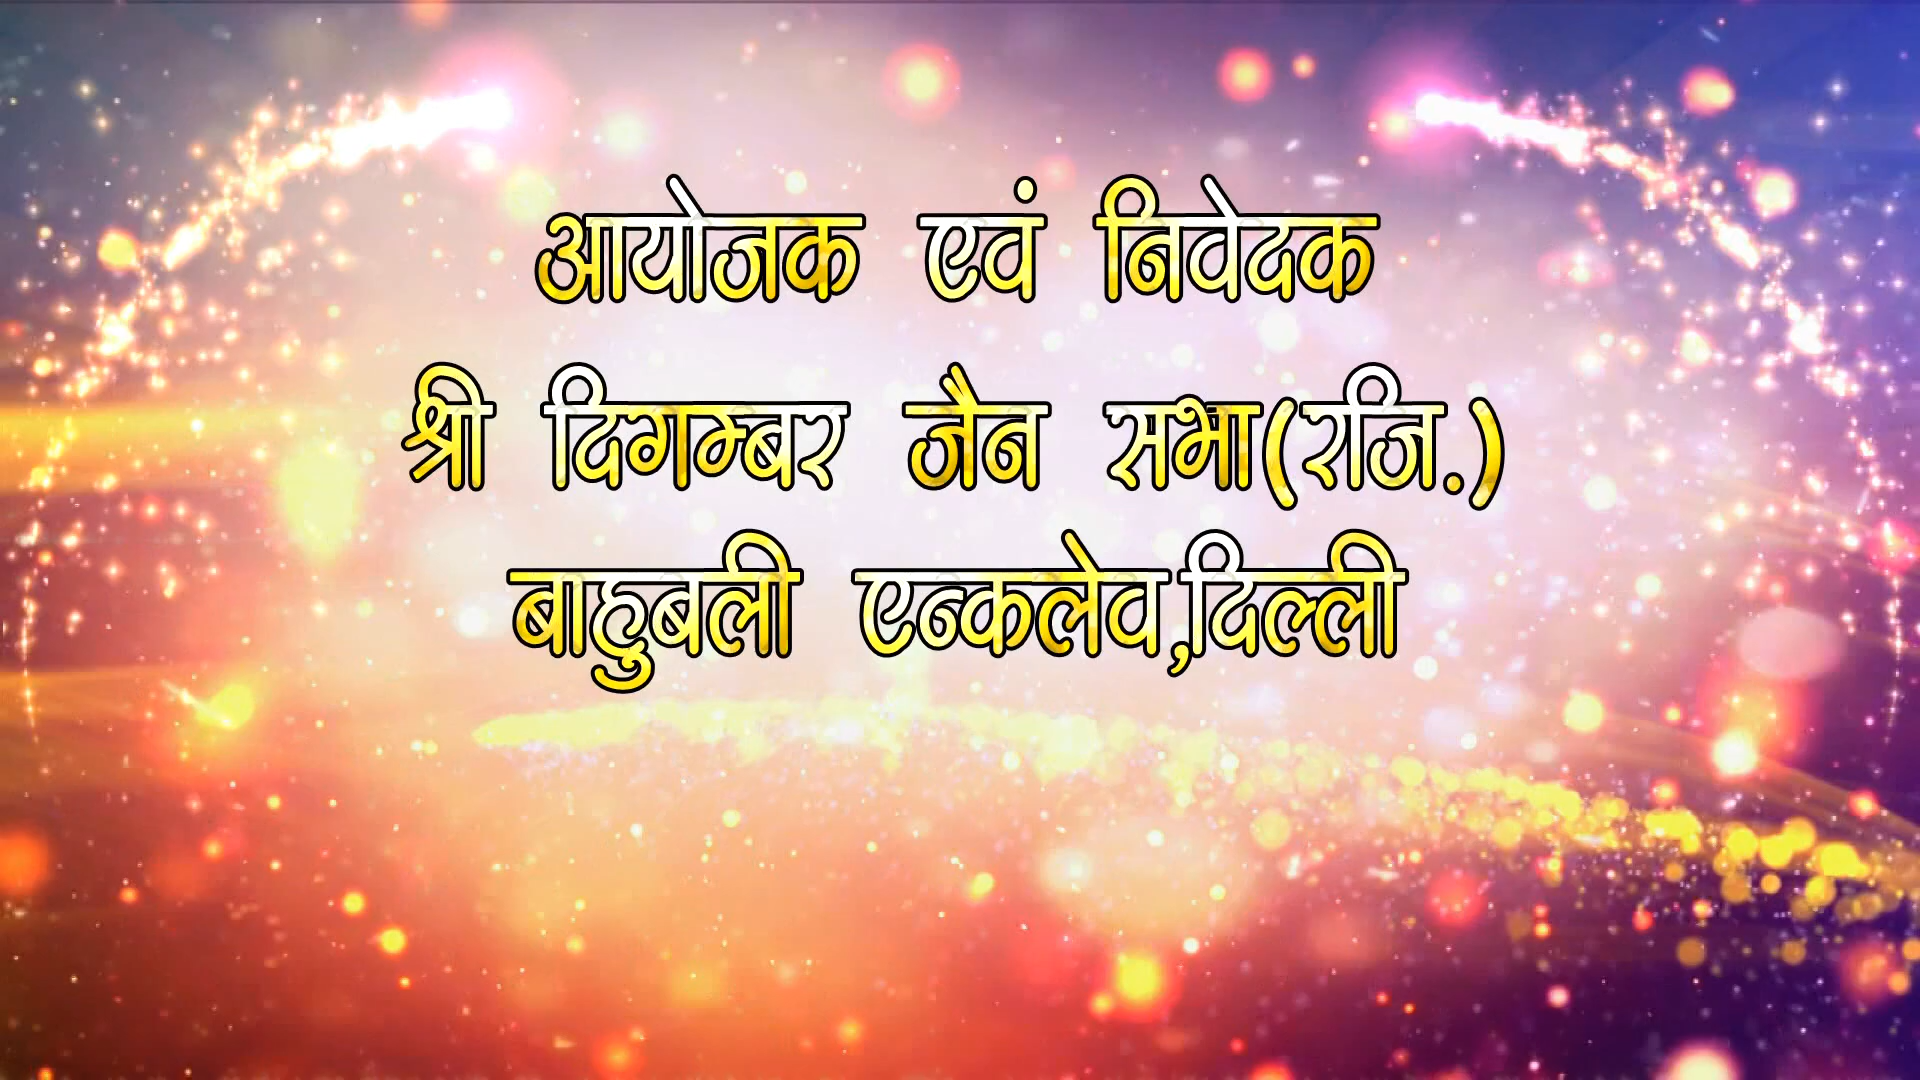 आयोजक एवं निवेदक
श्री दिगम्बर जैन सभा(रजि.)
बाहुबली एन्कलेव,दिल्ली